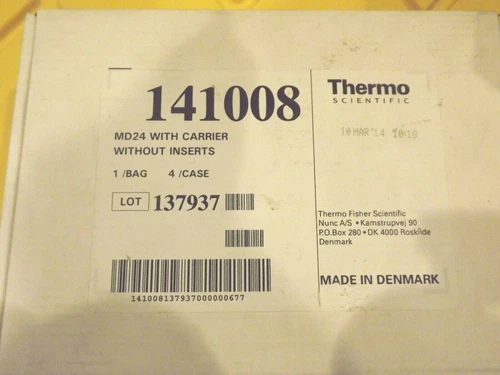 141008
MD24 WITH CARRIER
WITHOUT INSERTS
1 /BAG 4 /CASE
LOT 137937
141008137937000000677
Thermo
SCIENTIFIC
10 MAR '14 10:18
Thermo Fisher Scientific
Nunc A/S • Kamstrupvej 90
P.O.Box 280 • DK 4000 Roskilde
Denmark
MADE IN DENMARK